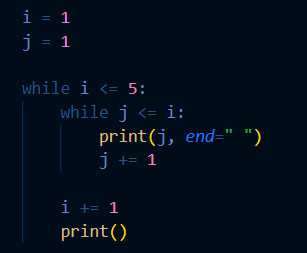 i = 1
j = 1

while i <= 5:
    while j <= i:
        print(j, end=" ")
        j += 1

    i += 1
    print()